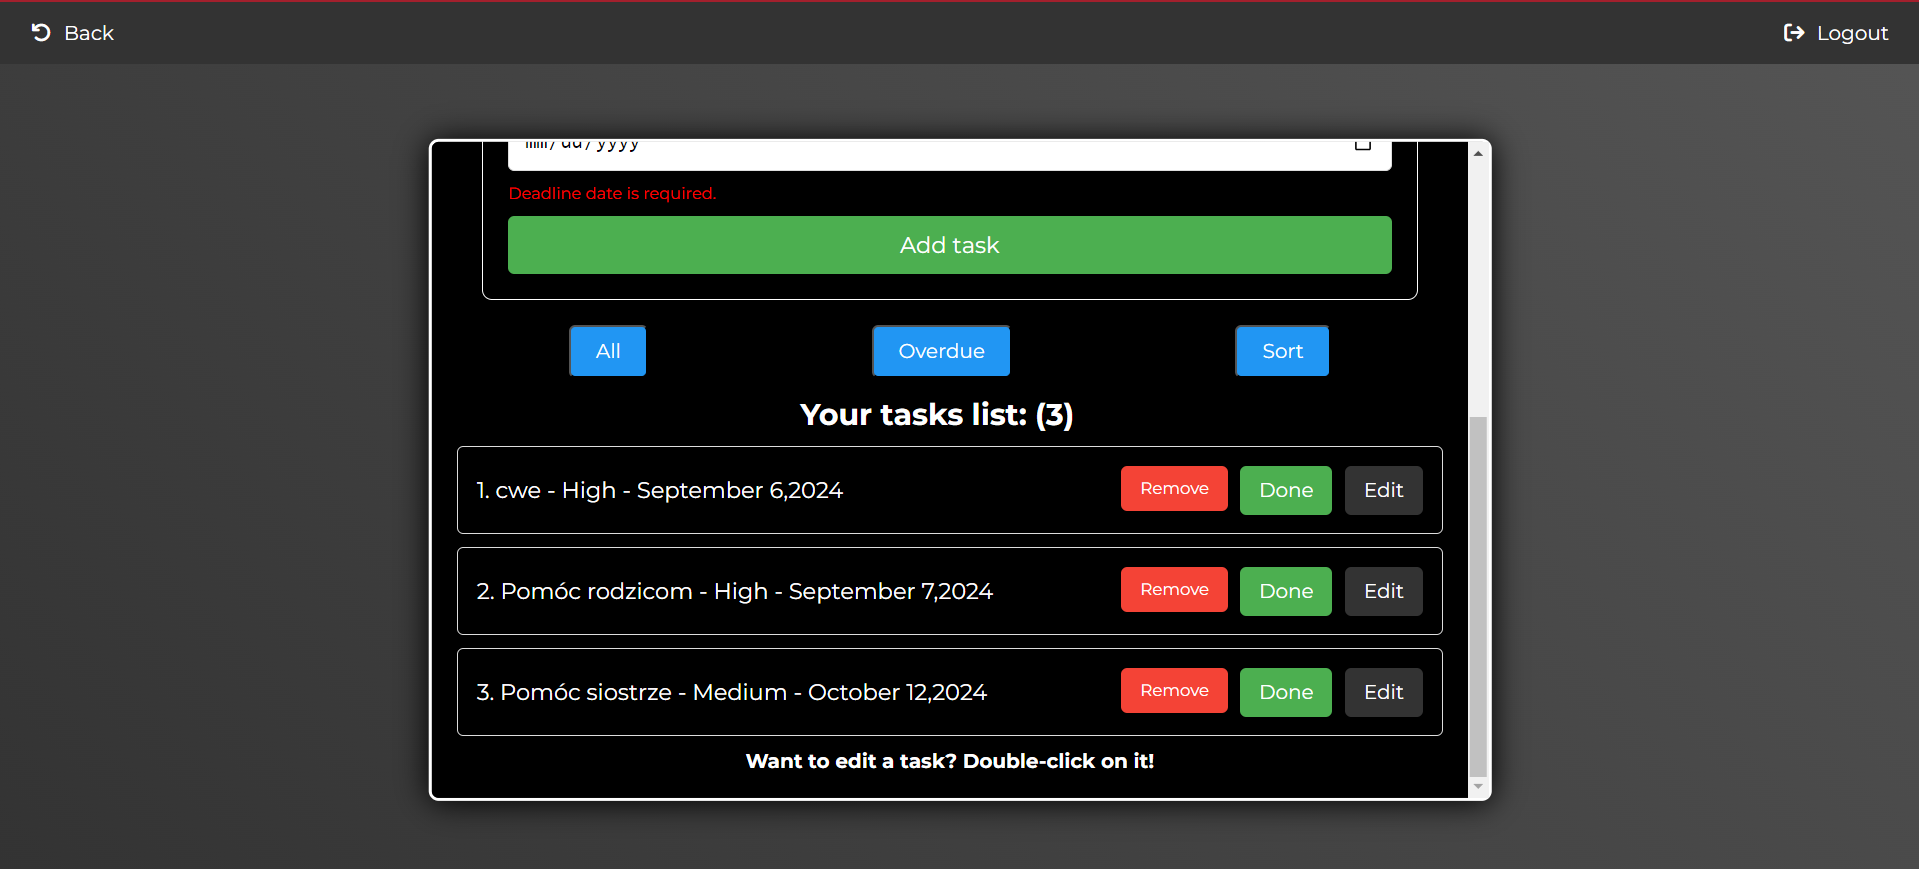 Back
Logout
mm/dd/yyyy
Deadline date is required.
Add task
All
Overdue
Sort
Your tasks list: (3)
1. cwe - High - September 6,2024
Remove
Done
Edit
2. Pomóc rodzicom - High - September 7,2024
Remove
Done
Edit
3. Pomóc siostrze - Medium - October 12,2024
Remove
Done
Edit
Want to edit a task? Double-click on it!